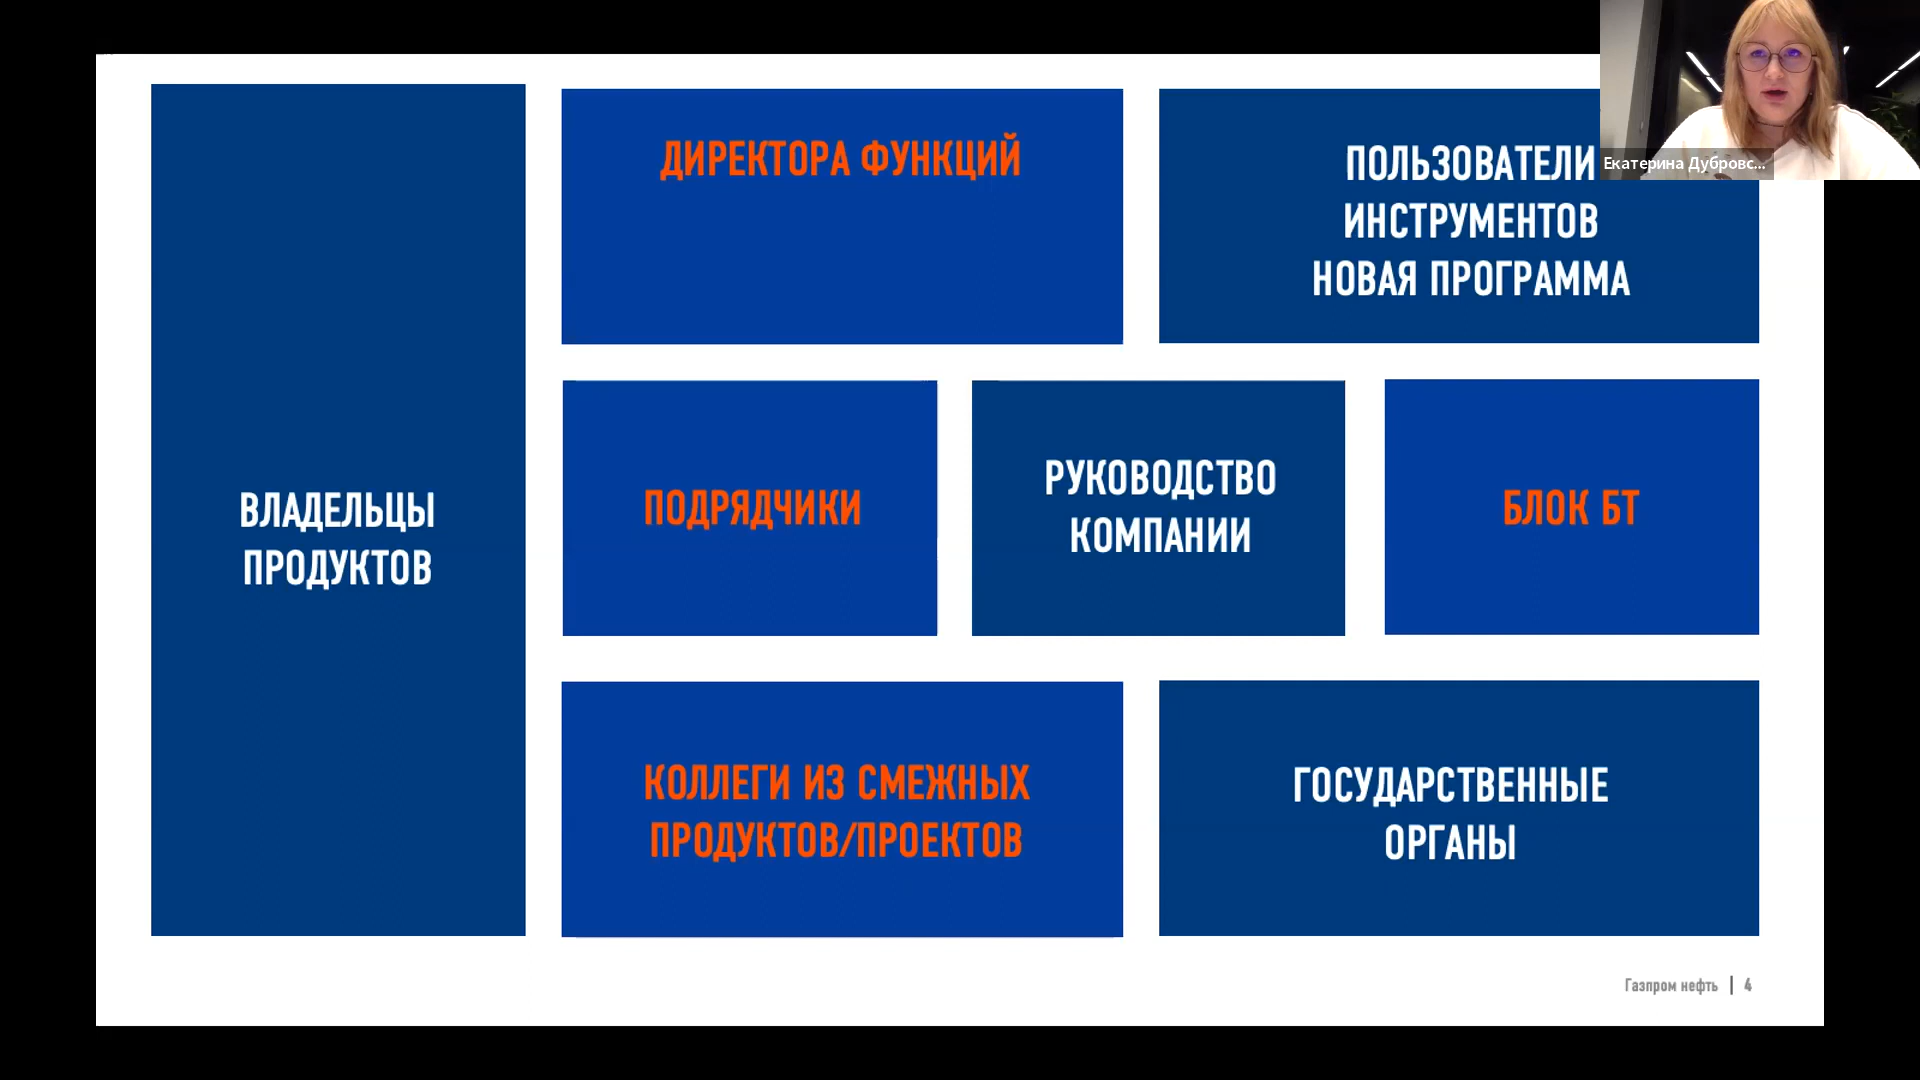 ДИРЕКТОРА ФУНКЦИЙ
ПОЛЬЗОВАТЕЛИ
ИНСТРУМЕНТОВ
НОВАЯ ПРОГРАММА
Екатерина Дубровс...
ВЛАДЕЛЬЦЫ
ПРОДУКТОВ
ПОДРЯДЧИКИ
РУКОВОДСТВО
КОМПАНИИ
БЛОК БТ
КОЛЛЕГИ ИЗ СМЕЖНЫХ
ПРОДУКТОВ/ПРОЕКТОВ
ГОСУДАРСТВЕННЫЕ
ОРГАНЫ
Газпром нефть | 4